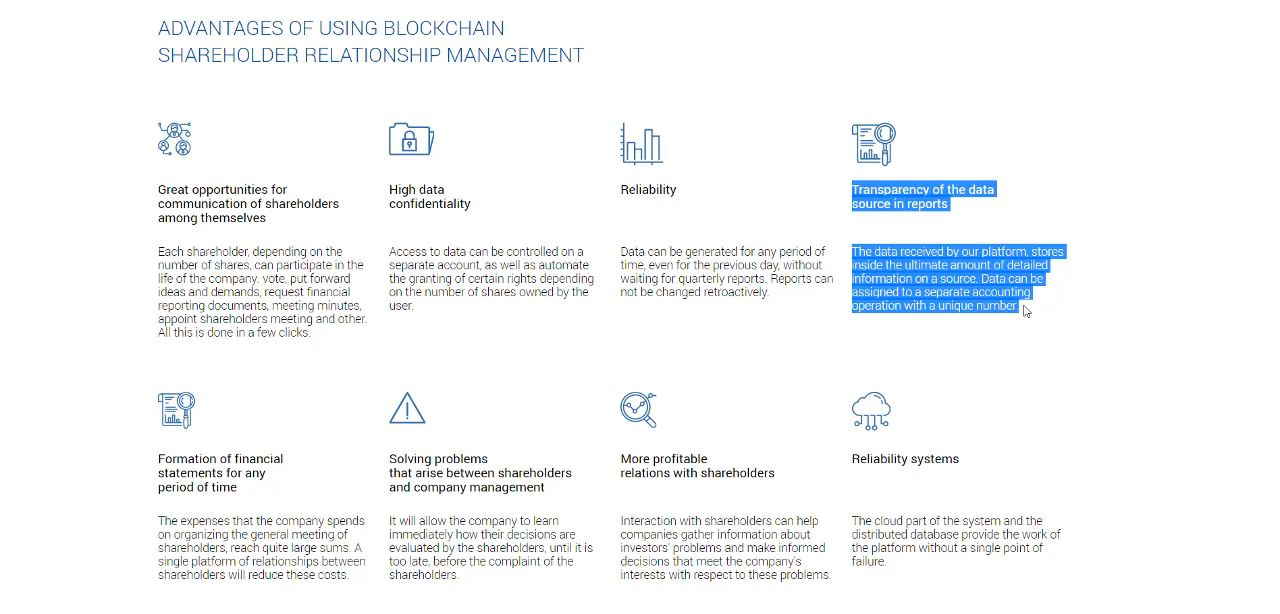 ADVANTAGES OF USING BLOCKCHAIN
SHAREHOLDER RELATIONSHIP MANAGEMENT
Great opportunities for
communication of shareholders
among themselves
Each shareholder, depending on the
number of shares, can participate in the
life of the company: vote, put forward
ideas and demands, request financial
reporting documents, meeting minutes,
appoint shareholders meeting and other.
All this is done in a few clicks.
High data
confidentiality
Access to data can be controlled on a
separate account, as well as automate
the granting of certain rights depending
on the number of shares owned by the
user.
Reliability
Data can be generated for any period of
time, even for the previous day, without
waiting for quarterly reports. Reports can
not be changed retroactively.
Transparency of the data
source in reports
The data received by our platform, stores
inside the ultimate amount of detailed
information on a source. Data can be
assigned to a separate accounting
operation with a unique number
Formation of financial
statements for any
period of time
The expenses that the company spends
on organizing the general meeting of
shareholders, reach quite large sums. A
single platform of relationships between
shareholders will reduce these costs.
Solving problems
that arise between shareholders
and company management
It will allow the company to learn
immediately how their decisions are
evaluated by the shareholders, until it is
too late, before the complaint of the
shareholders.
More profitable
relations with shareholders
Interaction with shareholders can help
companies gather information about
investors' problems and make informed
decisions that meet the company's
interests with respect to these problems.
Reliability systems
The cloud part of the system and the
distributed database provide the work of
the platform without a single point of
failure.